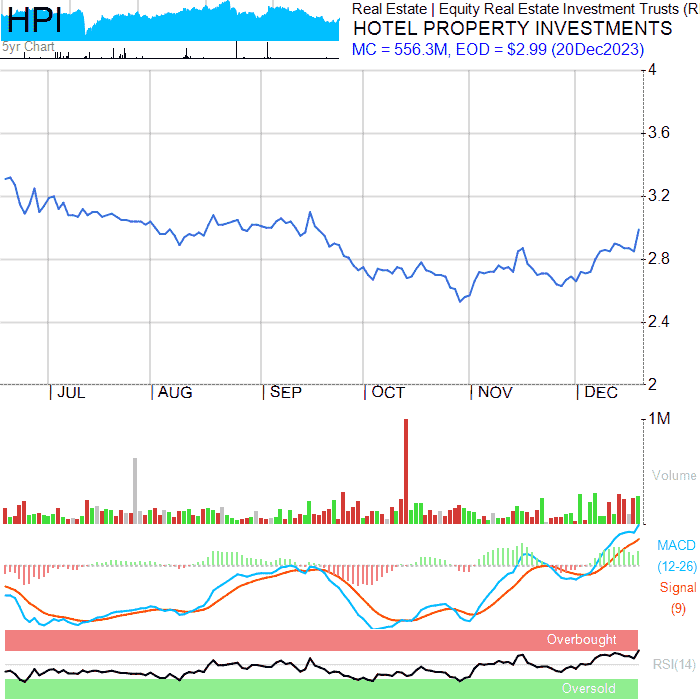 HPI
5yr Chart
Real Estate | Equity Real Estate Investment Trusts (R
HOTEL PROPERTY INVESTMENTS
MC = 556.3M, EOD = $2.99 (20Dec2023)
4
3.6
3.2
2.8
2.4
2
JUL AUG SEP OCT NOV DEC
1M
Volume
MACD
(12-26)
Signal
(9)
Overbought
RSI(14)
Oversold